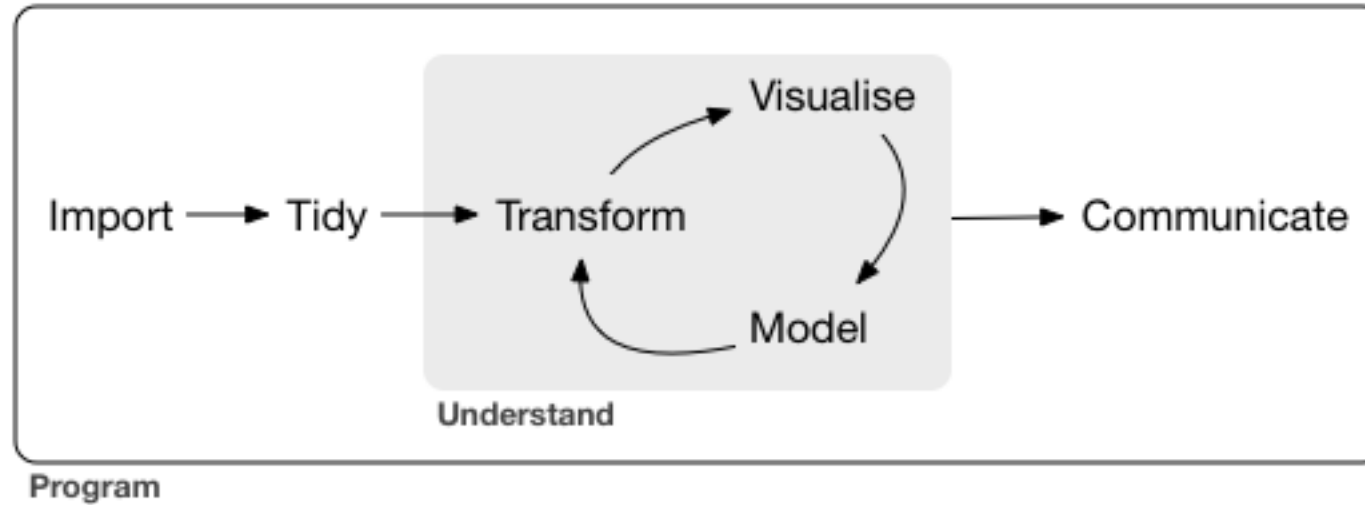 Visualise
Import
Tidy
Transform
Communicate
Model
Understand
Program